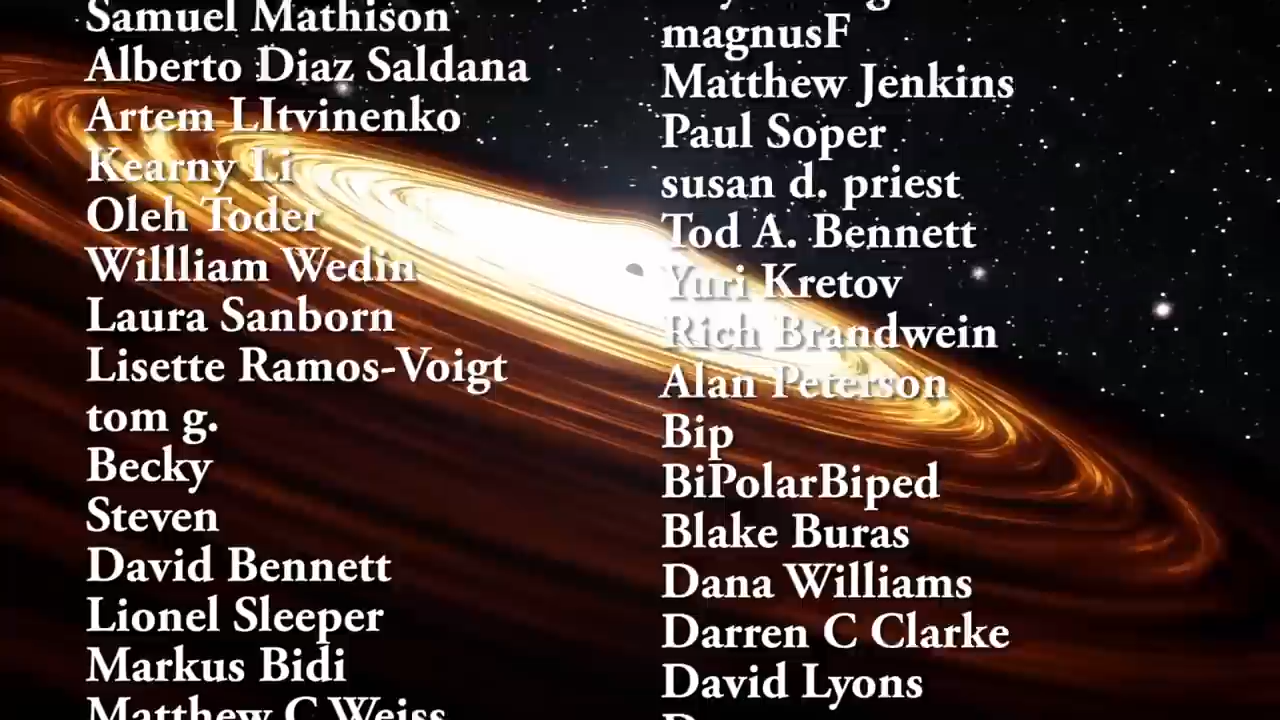 Samuel Mathison
Alberto Diaz Saldana
Artem LItvinenko
Kearny Li
Oleh Toder
Willliam Wedin
Laura Sanborn
Lisette Ramos-Voigt
tom g.
Becky
Steven
David Bennett
Lionel Sleeper
Markus Bidi
Matthew C Weiss
magnusF
Matthew Jenkins
Paul Soper
susan d. priest
Tod A. Bennett
Yuri Kretov
Rich Brandwein
Alan Peterson
Bip
BiPolarBiped
Blake Buras
Dana Williams
Darren C Clarke
David Lyons